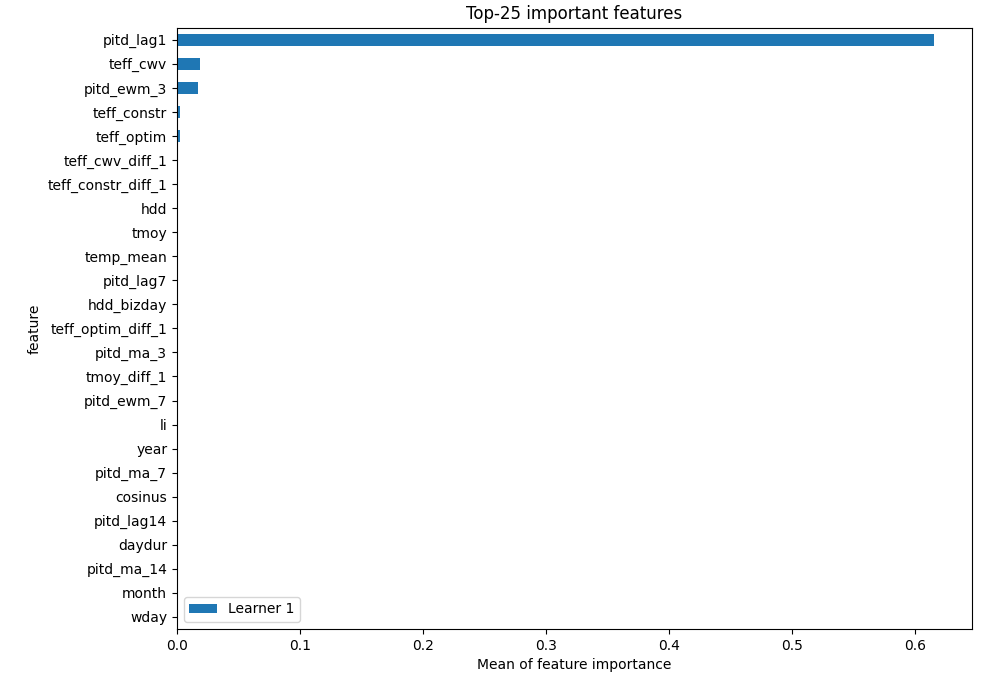 Top-25 important features
pitd_lag1
teff_cwv
pitd_ewm_3
teff_constr
teff_optim
teff_cwv_diff_1
teff_constr_diff_1
hdd
tmoy
temp_mean
pitd_lag7
hdd_bizday
teff_optim_diff_1
pitd_ma_3
tmoy_diff_1
pitd_ewm_7
li
year
pitd_ma_7
cosinus
pitd_lag14
daydur
pitd_ma_14
month
wday
feature
Learner 1
0.0 0.1 0.2 0.3 0.4 0.5 0.6
Mean of feature importance